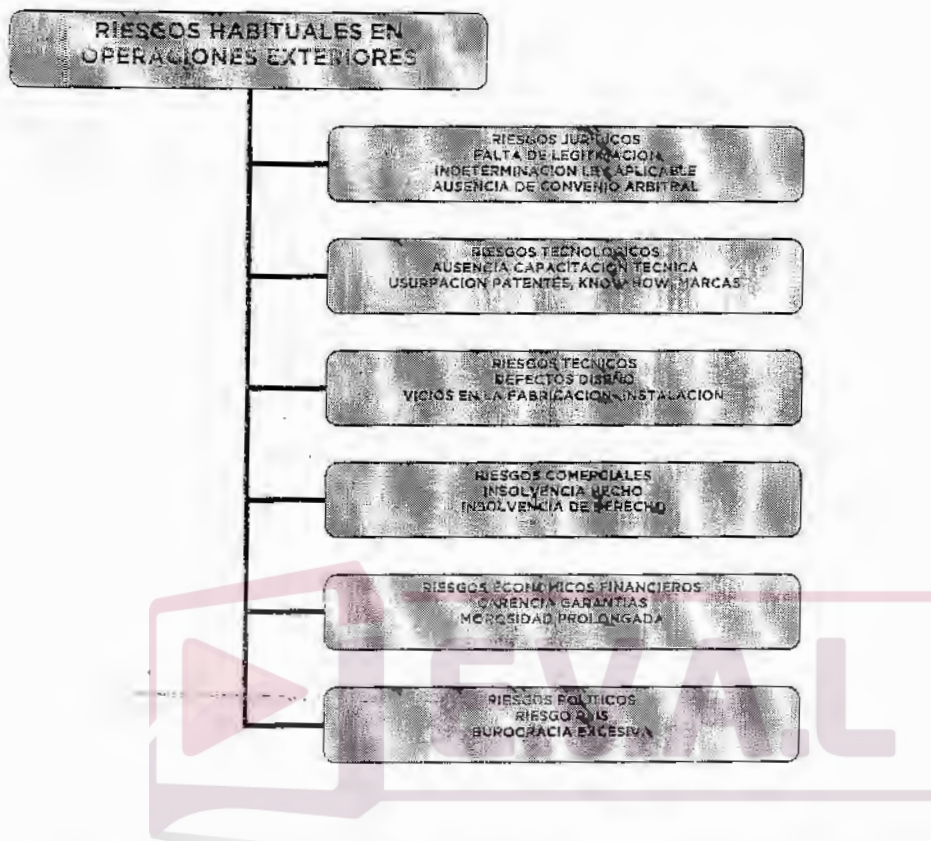 RIESGOS HABITUALES EN
OPERACIONES EXTERIORES
RIESGOS JURIDICOS
FALTA DE LEGITIMACION
INDETERMINACION LEY APLICABLE
AUSENCIA DE CONVENIO ARBITRAL
RIESGOS TECNOLOGICOS
AUSENCIA CAPACITACION TECNICA
USURPACION PATENTES, KNOW HOW, MARCAS
RIESGOS TECNICOS
DEFECTOS DISEÑO
VICIOS EN LA FABRICACION-INSTALACION
RIESGOS COMERCIALES
INSOLVENCIA HECHO
INSOLVENCIA DE DERECHO
RIESGOS ECONOMICOS FINANCIEROS
CARENCIA GARANTIAS
MOROSIDAD PROLONGADA
RIESGOS POLITICOS
RIESGO PAIS
BUROCRACIA EXCESIVA
E.V.A.L